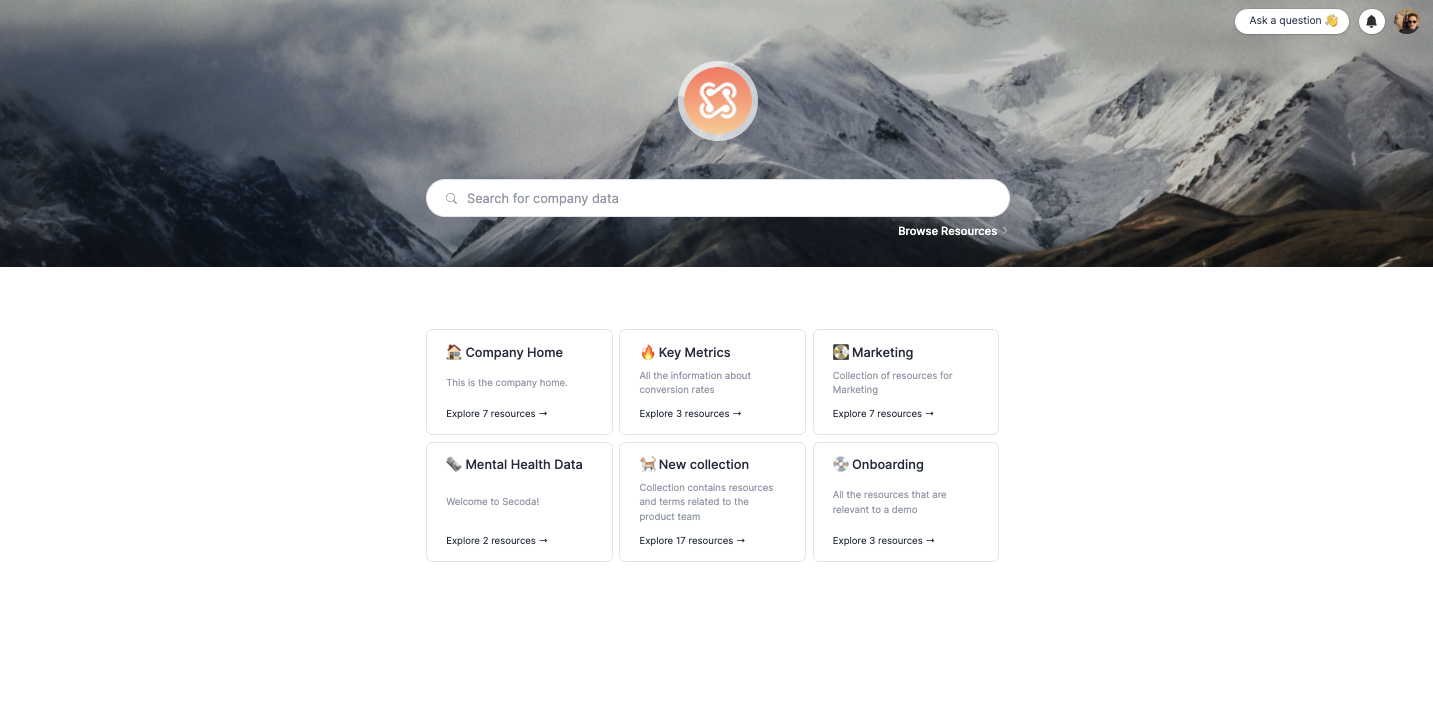 Ask a question 👋
Search for company data
Browse Resources
🏠 Company Home
This is the company home.
Explore 7 resources →
🔥 Key Metrics
All the information about
conversion rates
Explore 3 resources →
Marketing
Collection of resources for
Marketing
Explore 7 resources →
Mental Health Data
Welcome to Secoda!
Explore 2 resources →
New collection
Collection contains resources
and terms related to the
product team
Explore 17 resources →
Onboarding
All the resources that are
relevant to a demo
Explore 3 resources →